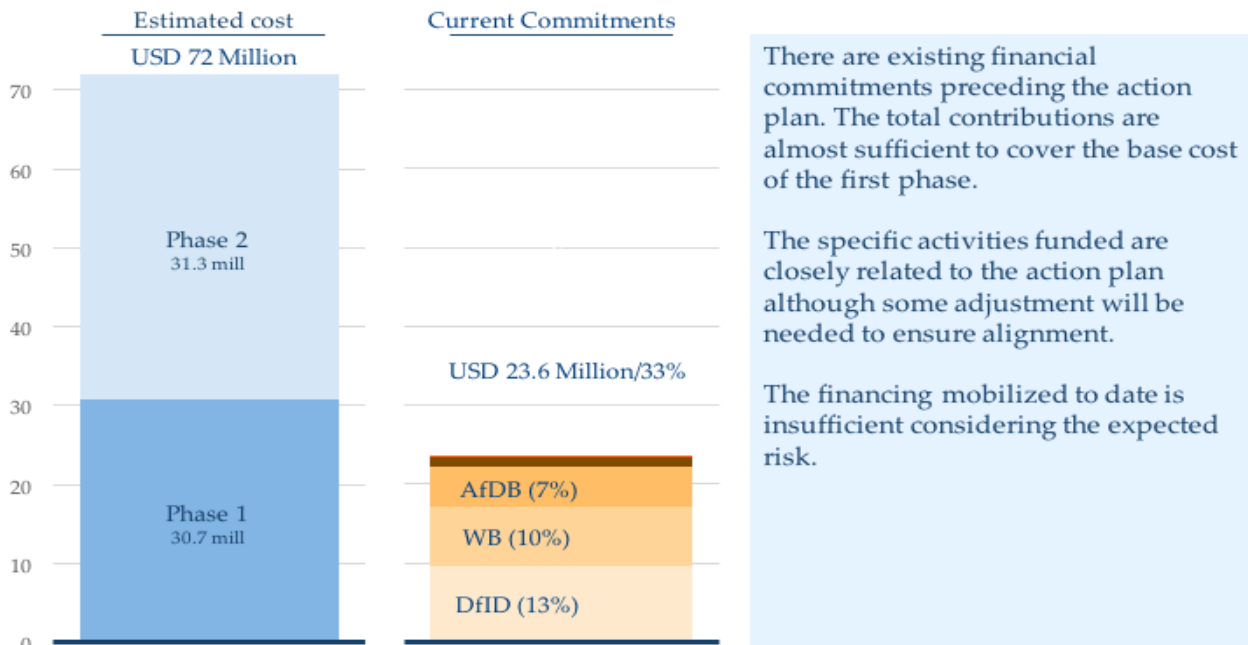 Estimated cost
Current Commitments
USD 72 Million
70
60
50
40
30
20
10
0
Phase 2
31.3 mill
Phase 1
30.7 mill
USD 23.6 Million/33%
AfDB (7%)
WB (10%)
DfID (13%)
There are existing financial
commitments preceding the action
plan. The total contributions are
almost sufficient to cover the base cost
of the first phase.
The specific activities funded are
closely related to the action plan
although some adjustment will be
needed to ensure alignment.
The financing mobilized to date is
insufficient considering the expected
risk.